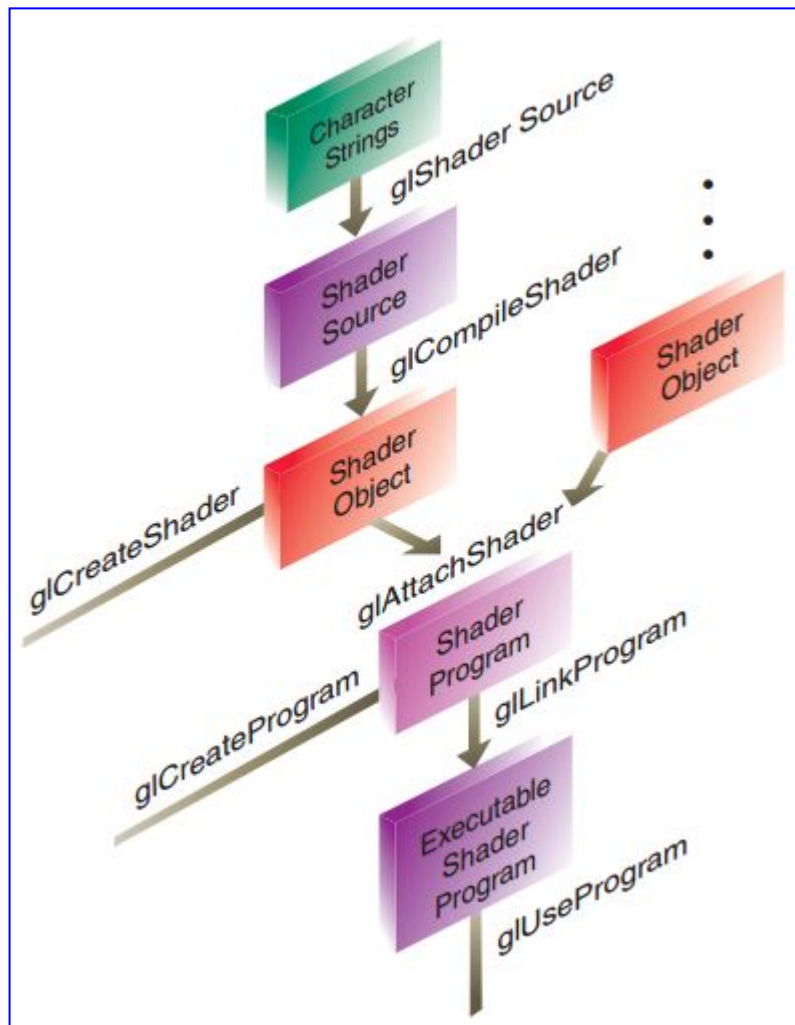 Character
Strings
glShader Source
Shader
Source
glCompileShader
Shader
Object
Shader
Object
glCreateShader
glAttachShader
Shader
Program
glCreateProgram
glLinkProgram
Executable
Shader
Program
glUseProgram